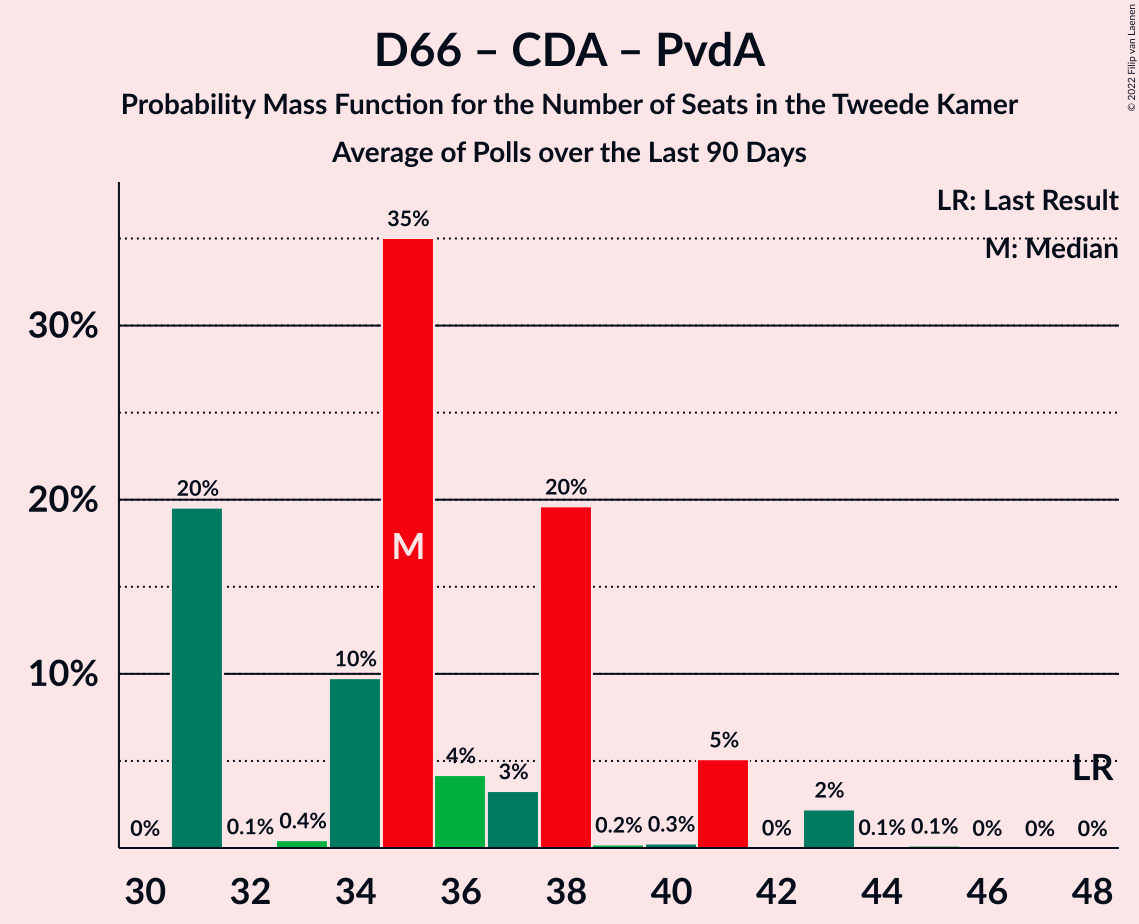 D66 – CDA – PvdA
Probability Mass Function for the Number of Seats in the Tweede Kamer
Average of Polls over the Last 90 Days
© 2022 Filip van Laenen
LR: Last Result
M: Median
35%
30%
20%
20%
20%
M
10%
10%
5%
LR
4%
3%
2%
0%
0.1%
0.4%
0.2%
0.3%
0%
0.1%
0.1%
0%
0%
0%
30 32 34 36 38 40 42 44 46 48